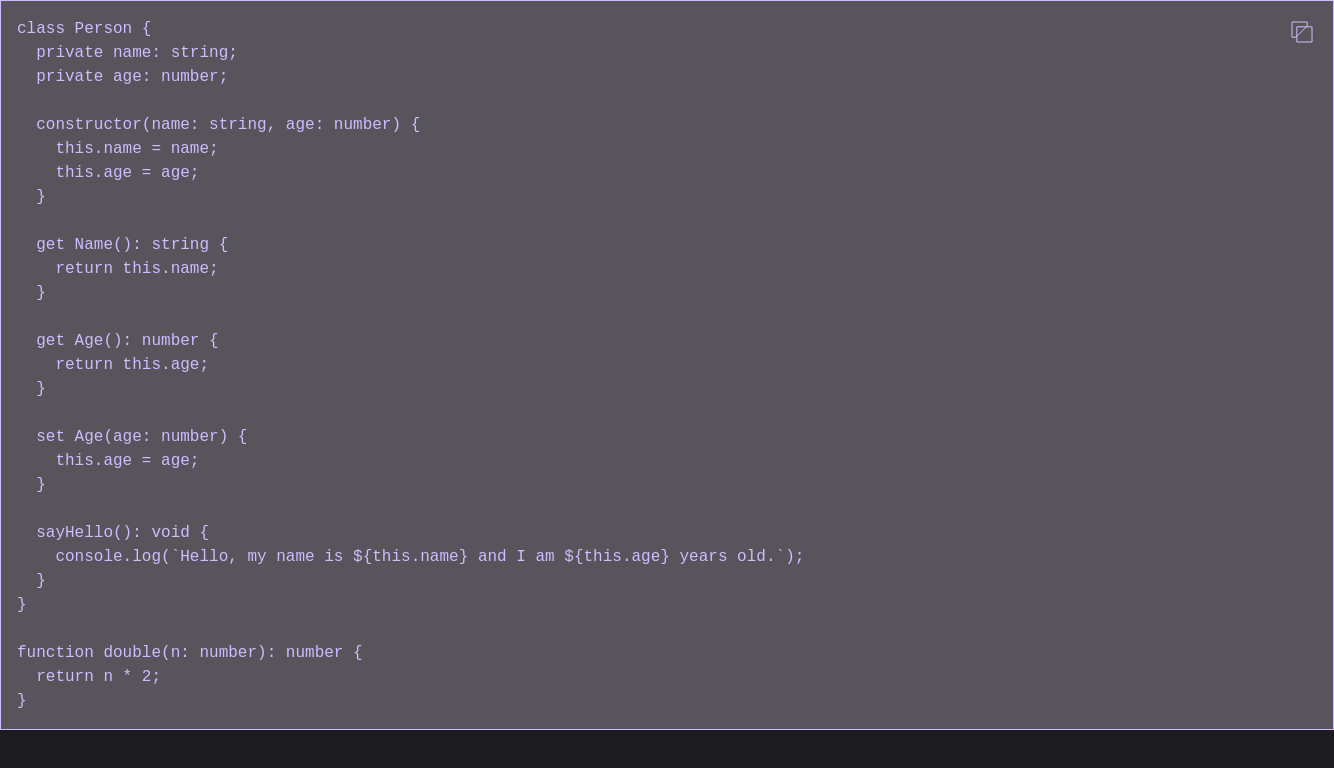 class Person {
  private name: string;
  private age: number;

  constructor(name: string, age: number) {
    this.name = name;
    this.age = age;
  }

  get Name(): string {
    return this.name;
  }

  get Age(): number {
    return this.age;
  }

  set Age(age: number) {
    this.age = age;
  }

  sayHello(): void {
    console.log(`Hello, my name is ${this.name} and I am ${this.age} years old.`);
  }
}

function double(n: number): number {
  return n * 2;
}